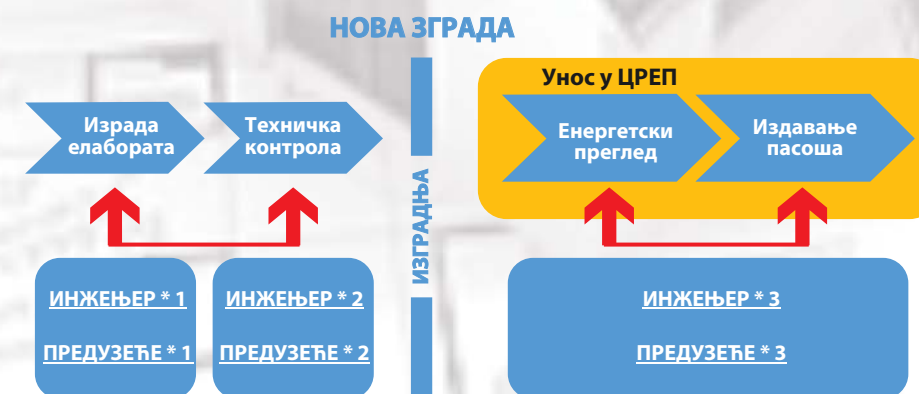 НОВА ЗГРАДА
Унос у ЦРЕП
Израда
елабората
Техничка
контрола
ИЗГРАДЊА
Енергетски
преглед
Издавање
пасоша
ИНЖЕЊЕР * 1
ПРЕДУЗЕЋЕ * 1
ИНЖЕЊЕР * 2
ПРЕДУЗЕЋЕ * 2
ИНЖЕЊЕР * 3
ПРЕДУЗЕЋЕ * 3